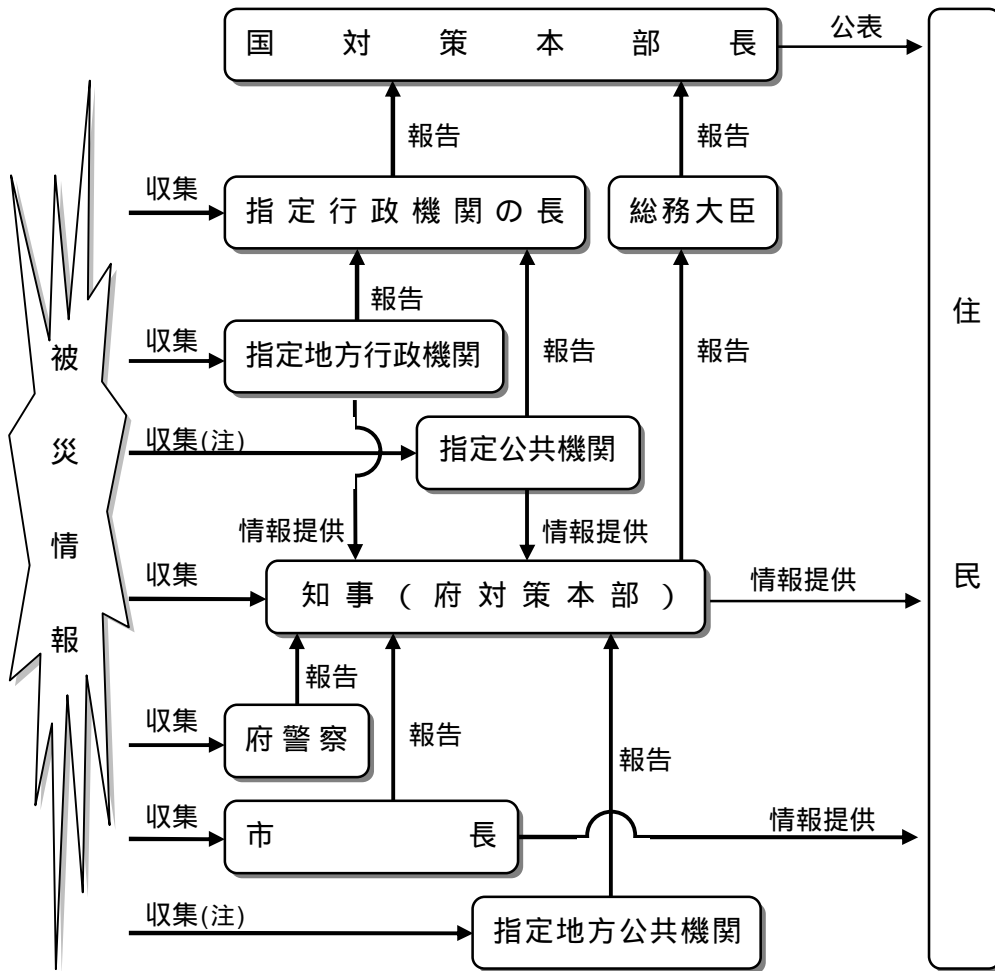 国対策本部長
公表
報告
報告
収集
指定行政機関の長
総務大臣
報告
収集
指定地方行政機関
報告
報告
被災情報
住民
収集(注)
指定公共機関
情報提供
情報提供
収集
知事(府対策本部)
情報提供
報告
収集
府警察
報告
報告
収集
市長
情報提供
収集(注)
指定地方公共機関